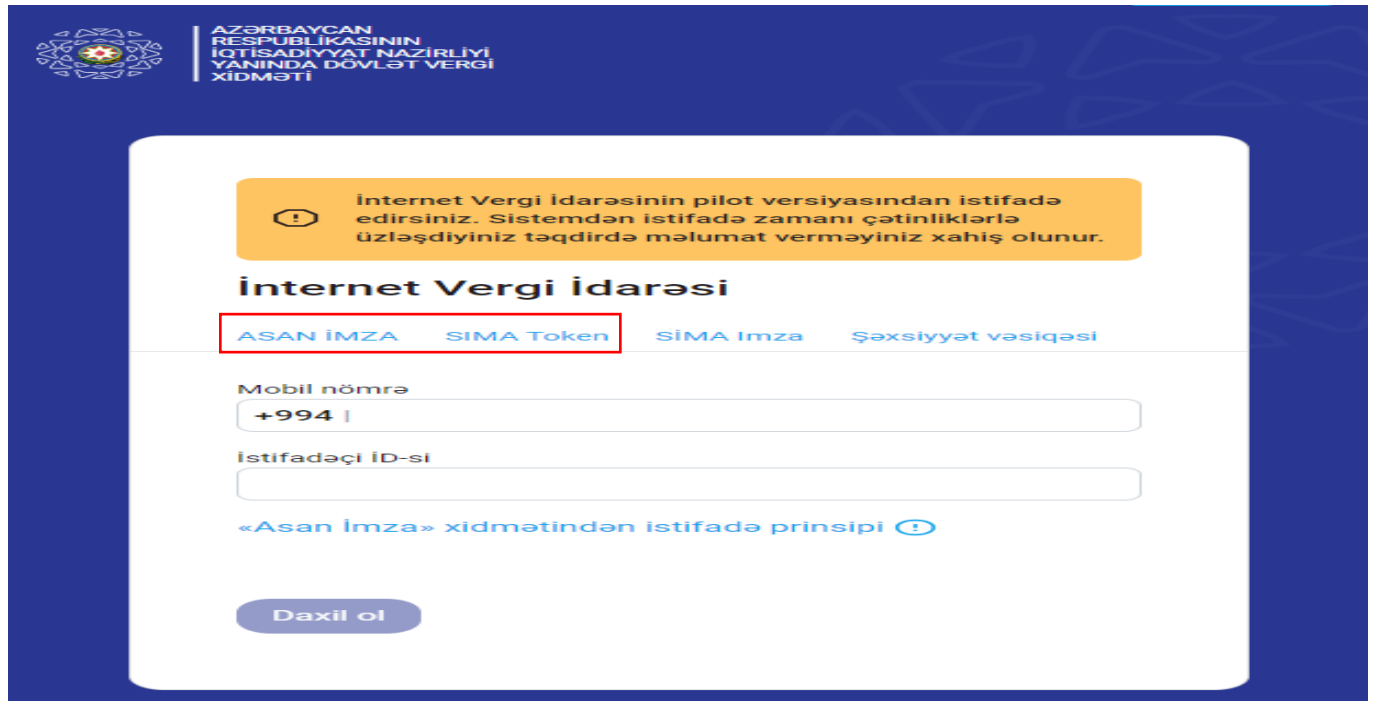 AZƏRBAYCAN
RESPUBLİKASININ
İQTİSADİYYAT NAZİRLİYİ
YANINDA DÖVLƏT VERGİ
XİDMƏTİ
İnternet Vergi İdarəsinin pilot versiyasından istifadə
edirsiniz. Sistemdən istifadə zamanı çətinliklərlə
üzləşdiyiniz təqdirdə məlumat verməyiniz xahiş olunur.
İnternet Vergi İdarəsi
ASAN İMZA SIMA Token SİMA Imza Şəxsiyyət vəsiqəsi
Mobil nömrə
+994
İstifadəçi İD-si
«Asan İmza» xidmətindən istifadə prinsipi
Daxil ol